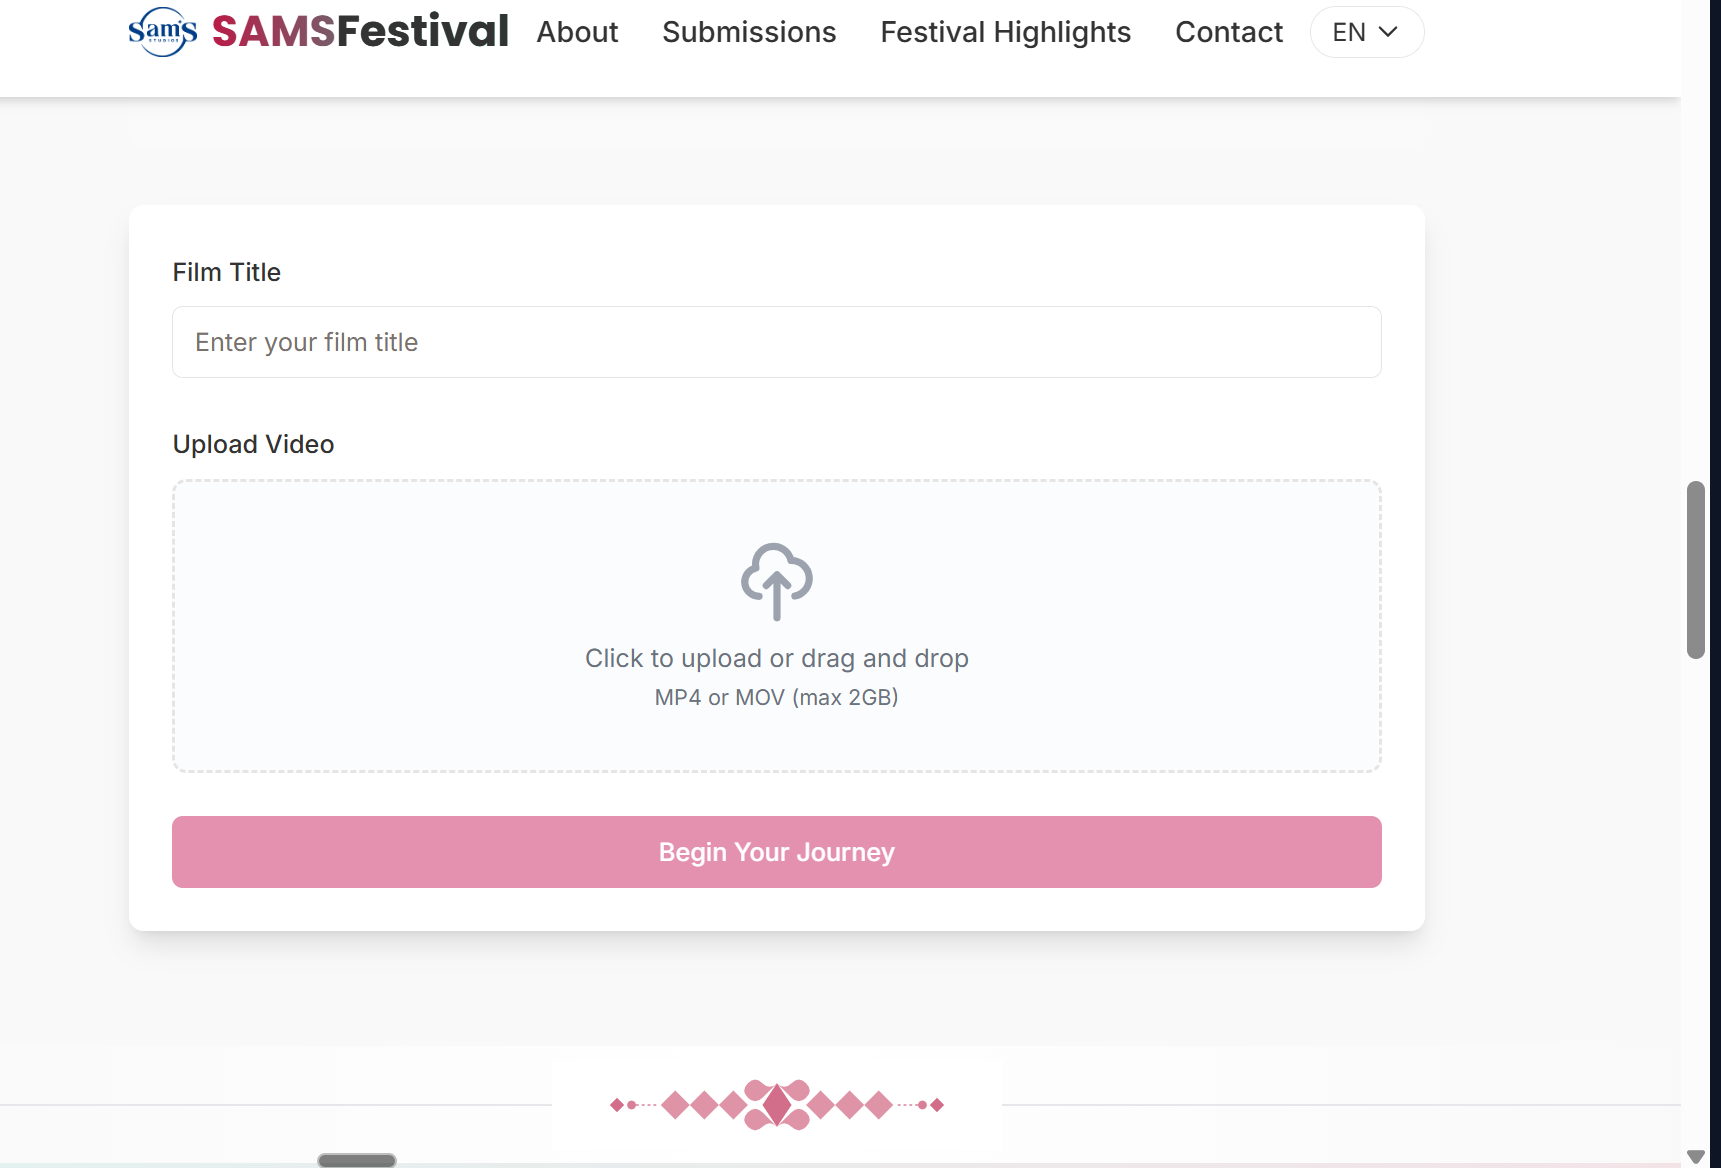 Sam's
STUDIOS
SAMSFestival
About
Submissions
Festival Highlights
Contact
EN
Film Title
Enter your film title
Upload Video
Click to upload or drag and drop
MP4 or MOV (max 2GB)
Begin Your Journey